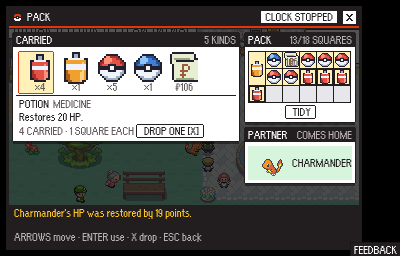 PACK
CLOCK STOPPED X
CARRIED 5 KINDS
×4 ×1 ×5 ×1 ₽106
POTION MEDICINE
Restores 20 HP.
4 CARRIED · 1 SQUARE EACH DROP ONE [X]
PACK 13/18 SQUARES
TIDY
PARTNER COMES HOME
CHARMANDER
Charmander's HP was restored by 19 points.
ARROWS move · ENTER use · X drop · ESC back
FEEDBACK